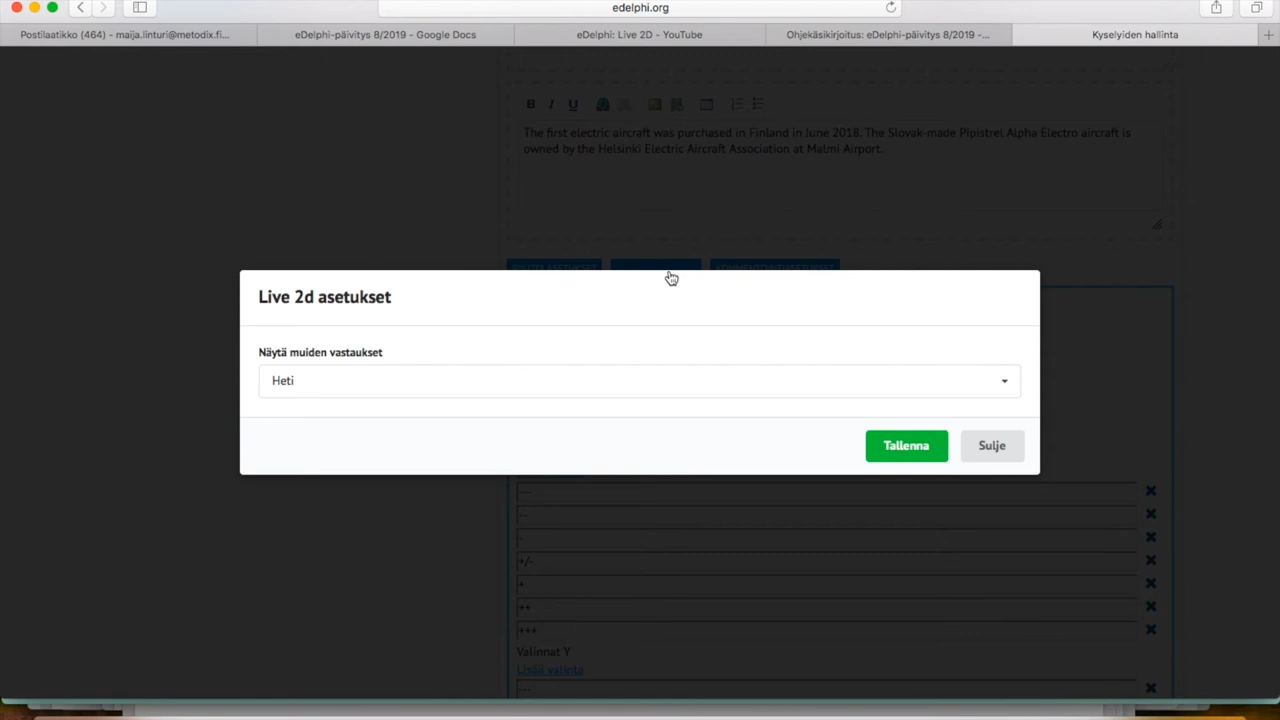 edelphi.org
Postilaatikko (464) – maija.linturi@metodix.fi...
eDelphi-päivitys 8/2019 - Google Docs
eDelphi: Live 2D - YouTube
Ohjekäsikirjoitus: eDelphi-päivitys 8/2019 -...
Kyselyiden hallinta
B I U
The first electric aircraft was purchased in Finland in June 2018. The Slovak-made Pipistrel Alpha Electro aircraft is
owned by the Helsinki Electric Aircraft Association at Malmi Airport.
Live 2d asetukset
Näytä muiden vastaukset
Heti
Tallenna
Sulje
---
--
-
+/-
+
++
+++
Valinnat Y
Lisää valinta
---